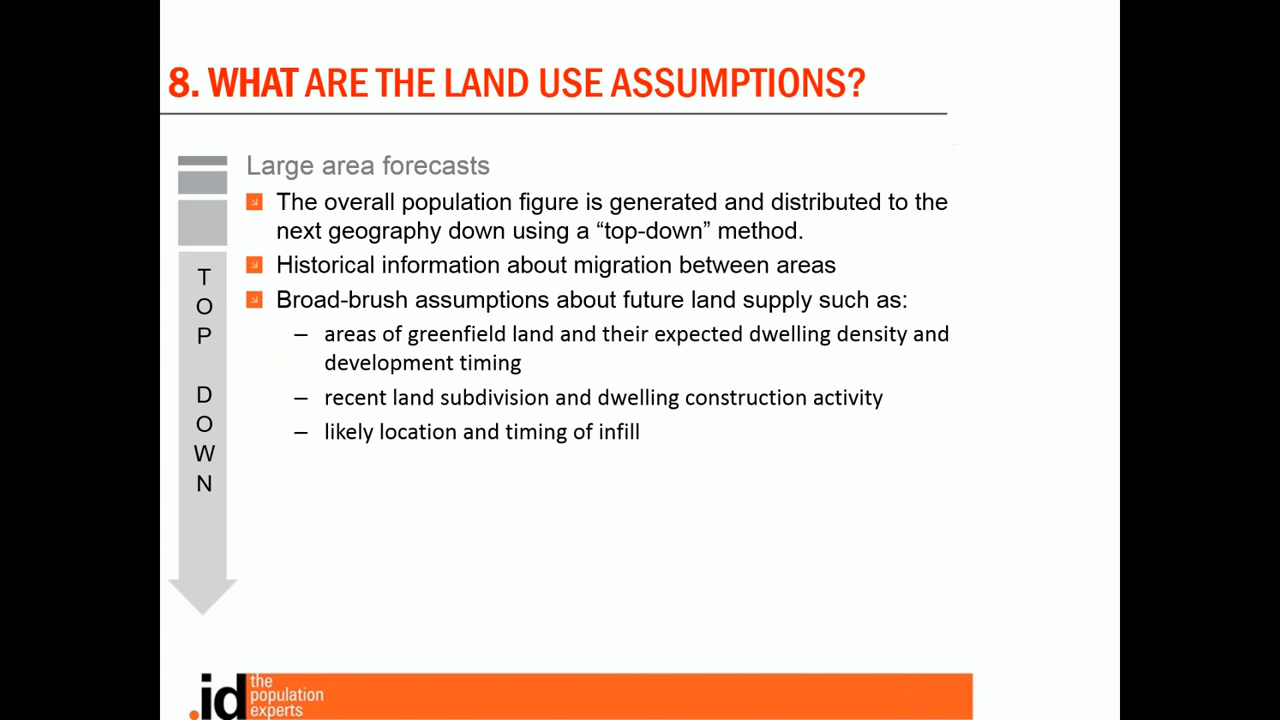 8. WHAT ARE THE LAND USE ASSUMPTIONS?
Large area forecasts
The overall population figure is generated and distributed to the
next geography down using a “top-down” method.
Historical information about migration between areas
Broad-brush assumptions about future land supply such as:
– areas of greenfield land and their expected dwelling density and
development timing
– recent land subdivision and dwelling construction activity
– likely location and timing of infill
TOP DOWN
.id
the
population
experts